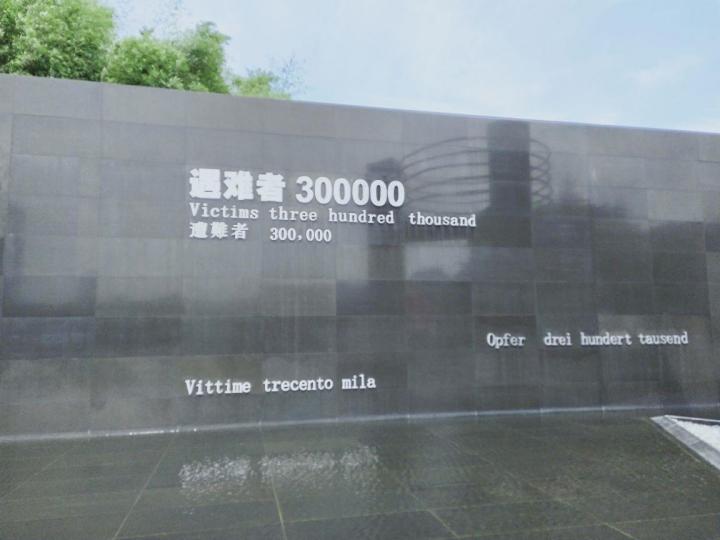 遇难者 300000
Victims three hundred thousand
遭難者 300,000
Opfer drei hundert tausend
Vittime trecento mila